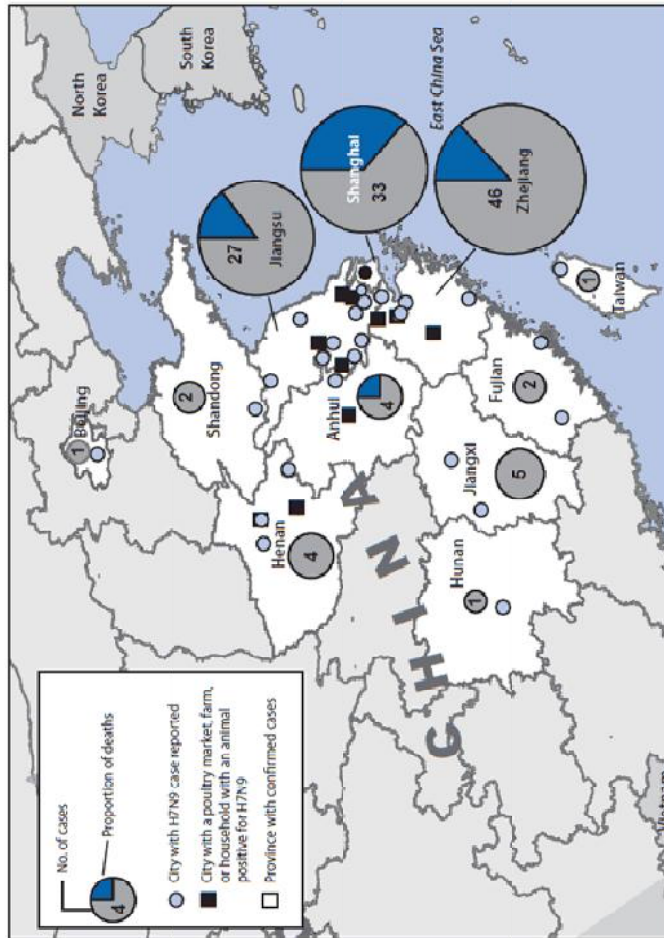 No. of cases
4
Proportion of deaths
City with H7N9 case reported
City with a poultry market, farm,
or household with an animal
positive for H7N9
Province with confirmed cases
North
Korea
South
Korea
Beijing
1
Shandong
2
27
Jiangsu
Shanghai
33
East China Sea
46
Zhejiang
Henan
4
Anhui
4
CHINA
Hunan
1
Jiangxi
5
Fujian
2
Taiwan
1